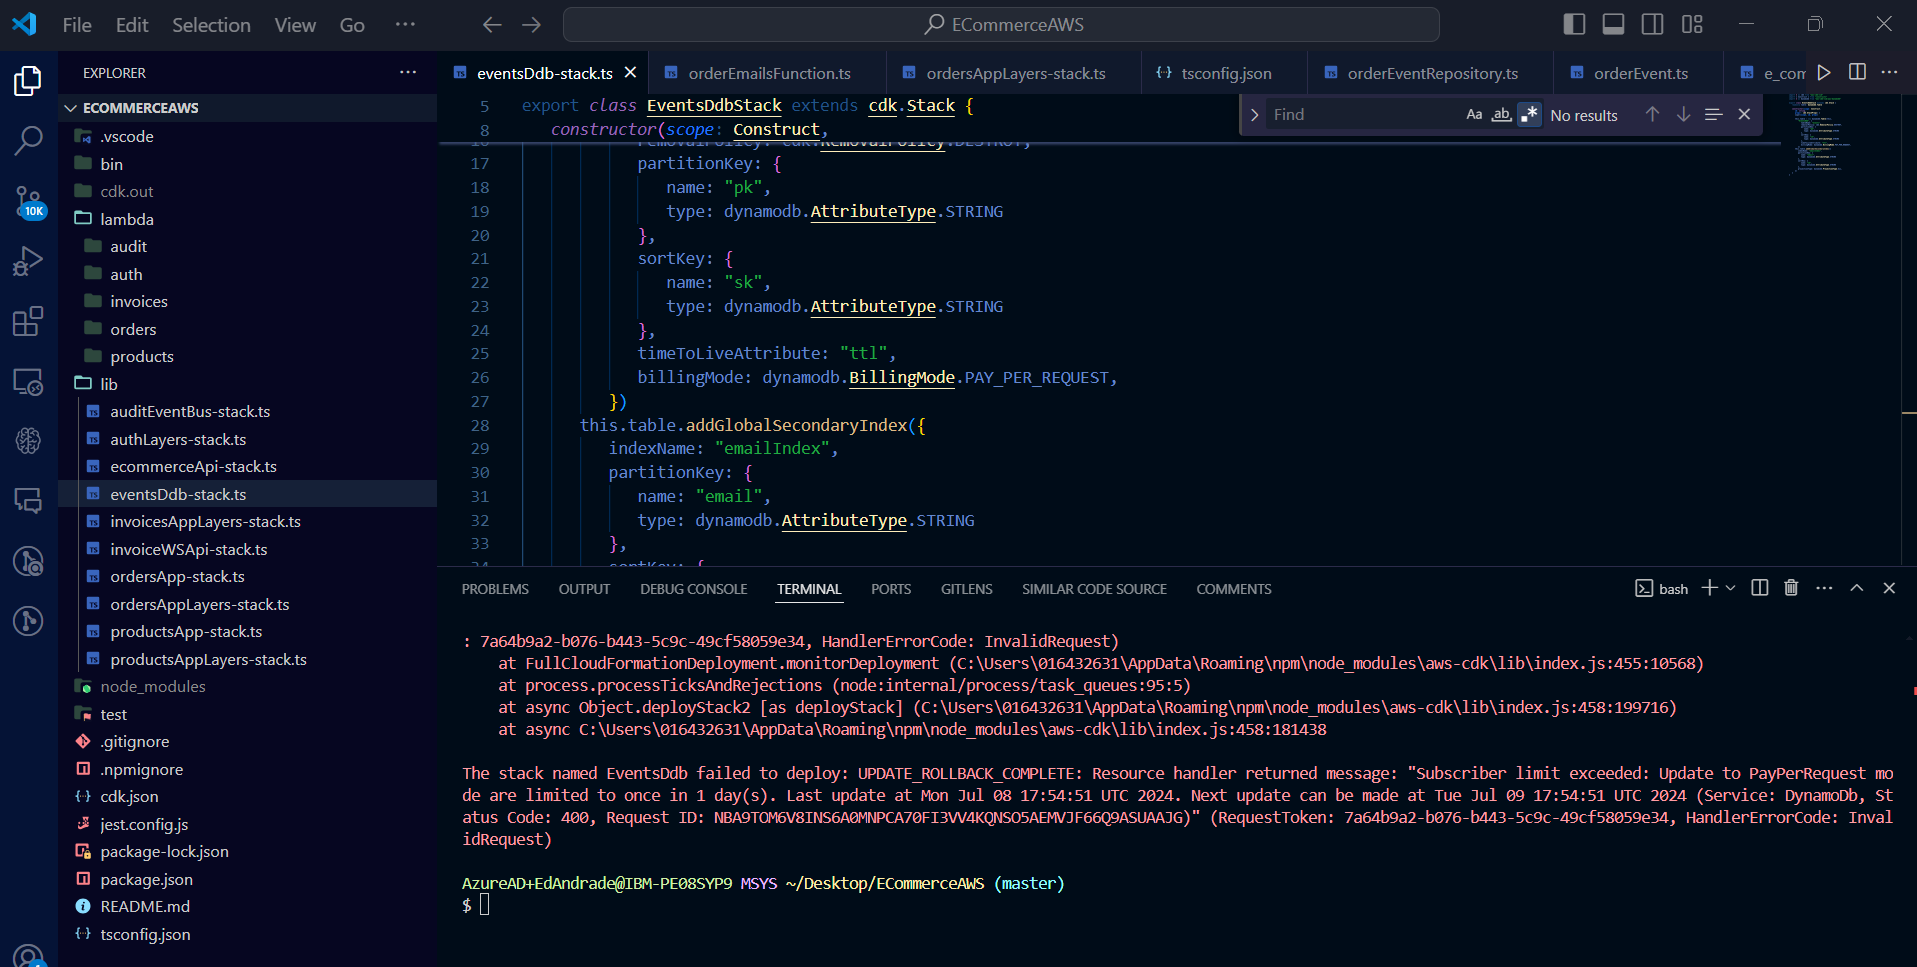 File Edit Selection View Go ···
ECommerceAWS
EXPLORER ···
ECOMMERCEAWS
.vscode
bin
cdk.out
lambda
audit
auth
invoices
orders
products
lib
auditEventBus-stack.ts
authLayers-stack.ts
ecommerceApi-stack.ts
eventsDdb-stack.ts
invoicesAppLayers-stack.ts
invoiceWSApi-stack.ts
ordersApp-stack.ts
ordersAppLayers-stack.ts
productsApp-stack.ts
productsAppLayers-stack.ts
node_modules
test
.gitignore
.npmignore
cdk.json
jest.config.js
package-lock.json
package.json
README.md
tsconfig.json
10K
eventsDdb-stack.ts orderEmailsFunction.ts ordersAppLayers-stack.ts tsconfig.json orderEventRepository.ts orderEvent.ts e_com
Find Aa ab No results
5 export class EventsDdbStack extends cdk.Stack {
8 constructor(scope: Construct,
16 removalPolicy: cdk.RemovalPolicy.DESTROY,
17 partitionKey: {
18 name: "pk",
19 type: dynamodb.AttributeType.STRING
20 },
21 sortKey: {
22 name: "sk",
23 type: dynamodb.AttributeType.STRING
24 },
25 timeToLiveAttribute: "ttl",
26 billingMode: dynamodb.BillingMode.PAY_PER_REQUEST,
27 })
28 this.table.addGlobalSecondaryIndex({
29 indexName: "emailIndex",
30 partitionKey: {
31 name: "email",
32 type: dynamodb.AttributeType.STRING
33 },
34 sortKey: {
PROBLEMS OUTPUT DEBUG CONSOLE TERMINAL PORTS GITLENS SIMILAR CODE SOURCE COMMENTS bash
: 7a64b9a2-b076-b443-5c9c-49cf58059e34, HandlerErrorCode: InvalidRequest)
at FullCloudFormationDeployment.monitorDeployment (C:\Users\016432631\AppData\Roaming\npm\node_modules\aws-cdk\lib\index.js:455:10568)
at process.processTicksAndRejections (node:internal/process/task_queues:95:5)
at async Object.deployStack2 [as deployStack] (C:\Users\016432631\AppData\Roaming\npm\node_modules\aws-cdk\lib\index.js:458:199716)
at async C:\Users\016432631\AppData\Roaming\npm\node_modules\aws-cdk\lib\index.js:458:181438
The stack named EventsDdb failed to deploy: UPDATE_ROLLBACK_COMPLETE: Resource handler returned message: "Subscriber limit exceeded: Update to PayPerRequest mo
de are limited to once in 1 day(s). Last update at Mon Jul 08 17:54:51 UTC 2024. Next update can be made at Tue Jul 09 17:54:51 UTC 2024 (Service: DynamoDb, St
atus Code: 400, Request ID: NBA9TOM6V8INS6A0MNPCA70FI3VV4KQNSO5AEMVJF66Q9ASUAAJG)" (RequestToken: 7a64b9a2-b076-b443-5c9c-49cf58059e34, HandlerErrorCode: Inval
idRequest)
AzureAD+EdAndrade@IBM-PE08SYP9 MSYS ~/Desktop/ECommerceAWS (master)
$